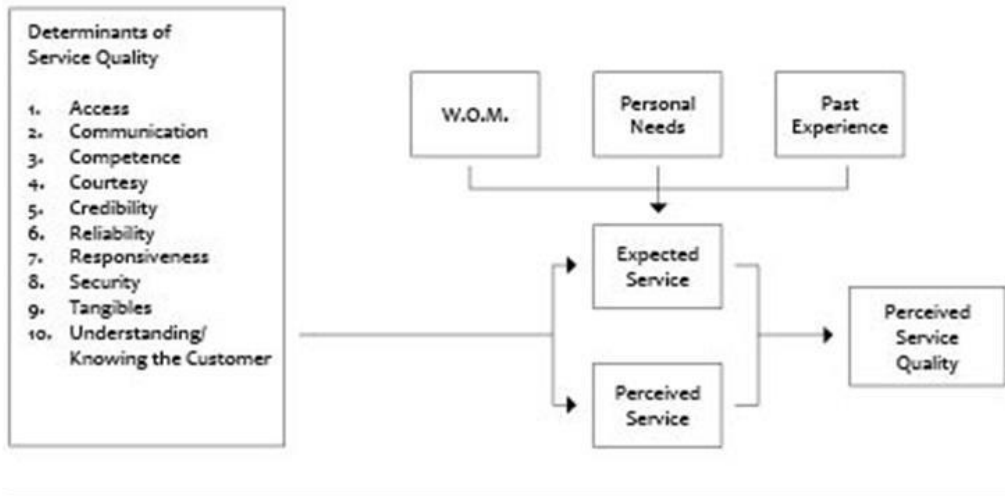 Determinants of
Service Quality
1. Access
2. Communication
3. Competence
4. Courtesy
5. Credibility
6. Reliability
7. Responsiveness
8. Security
9. Tangibles
10. Understanding/
Knowing the Customer
W.O.M.
Personal
Needs
Past
Experience
Expected
Service
Perceived
Service
Perceived
Service
Quality